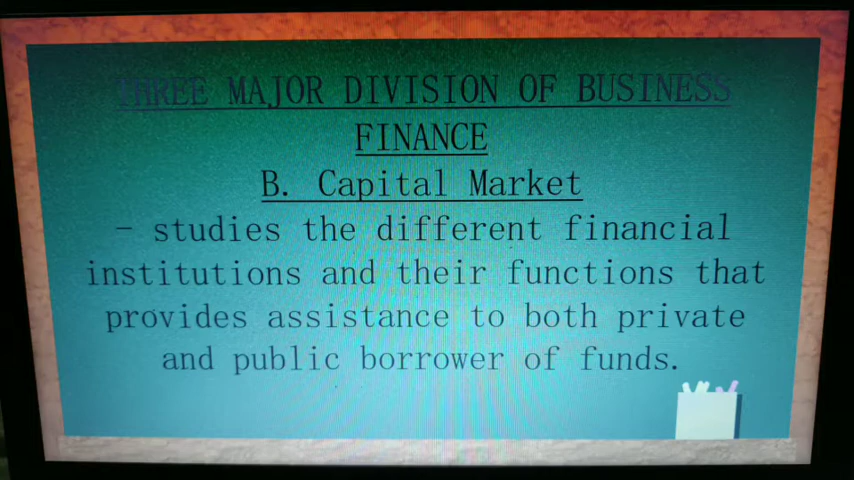 THREE MAJOR DIVISION OF BUSINESS
FINANCE
B. Capital Market
- studies the different financial
institutions and their functions that
provides assistance to both private
and public borrower of funds.